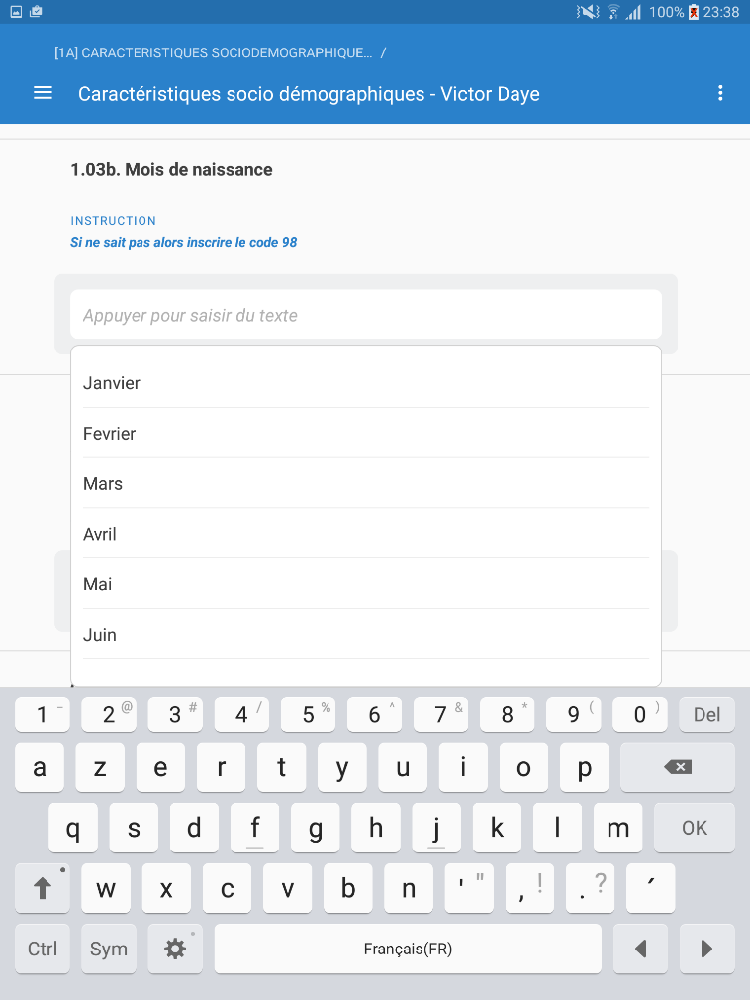 100% 23:38
[1A] CARACTERISTIQUES SOCIODEMOGRAPHIQUE... /
Caractéristiques socio démographiques - Victor Daye
1.03b. Mois de naissance
INSTRUCTION
Si ne sait pas alors inscrire le code 98
Appuyer pour saisir du texte
Janvier
Fevrier
Mars
Avril
Mai
Juin
1 - 2 @ 3 # 4 / 5 % 6 ^ 7 & 8 * 9 ( 0 ) Del
a z e r t y u i o p
q s d f g h j k l m OK
w x c v b n ' " , ! . ? ´
Ctrl Sym Français(FR)